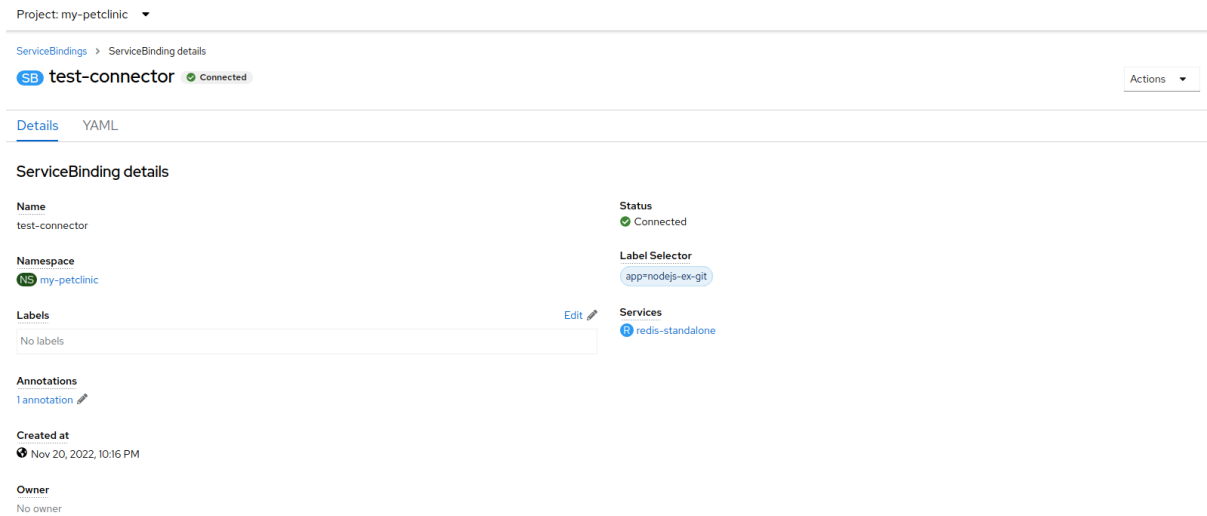 Project: my-petclinic
ServiceBindings > ServiceBinding details
SB test-connector Connected
Actions
Details YAML
ServiceBinding details
Name
test-connector
Namespace
NS my-petclinic
Labels Edit
No labels
Annotations
1 annotation
Created at
Nov 20, 2022, 10:16 PM
Owner
No owner
Status
Connected
Label Selector
app=nodejs-ex-git
Services
R redis-standalone